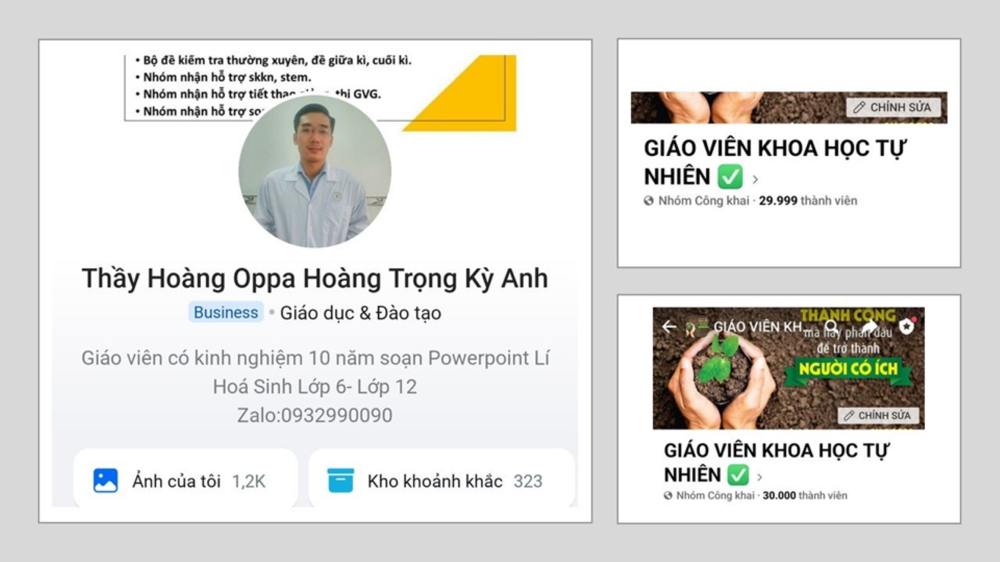 • Bộ đề kiểm tra thường xuyên, đề giữa kì, cuối kì.
• Nhóm nhận hỗ trợ skkn, stem.
• Nhóm nhận hỗ trợ tiết thao thi GVG.
• Nhóm nhận hỗ trợ
Thầy Hoàng Oppa Hoàng Trọng Kỳ Anh
Business • Giáo dục & Đào tạo
Giáo viên có kinh nghiệm 10 năm soạn Powerpoint Lí
Hoá Sinh Lớp 6- Lớp 12
Zalo:0932990090
Ảnh của tôi 1,2K
Kho khoảnh khắc 323
CHỈNH SỬA
GIÁO VIÊN KHOA HỌC TỰ
NHIÊN ✅ >
Nhóm Công khai · 29.999 thành viên
THÀNH CÔNG
GIÁO VIÊN KH...
mà hãy phấn đấu
để trở thành
NGƯỜI CÓ ÍCH
CHỈNH SỬA
GIÁO VIÊN KHOA HỌC TỰ
NHIÊN ✅ >
Nhóm Công khai · 30.000 thành viên